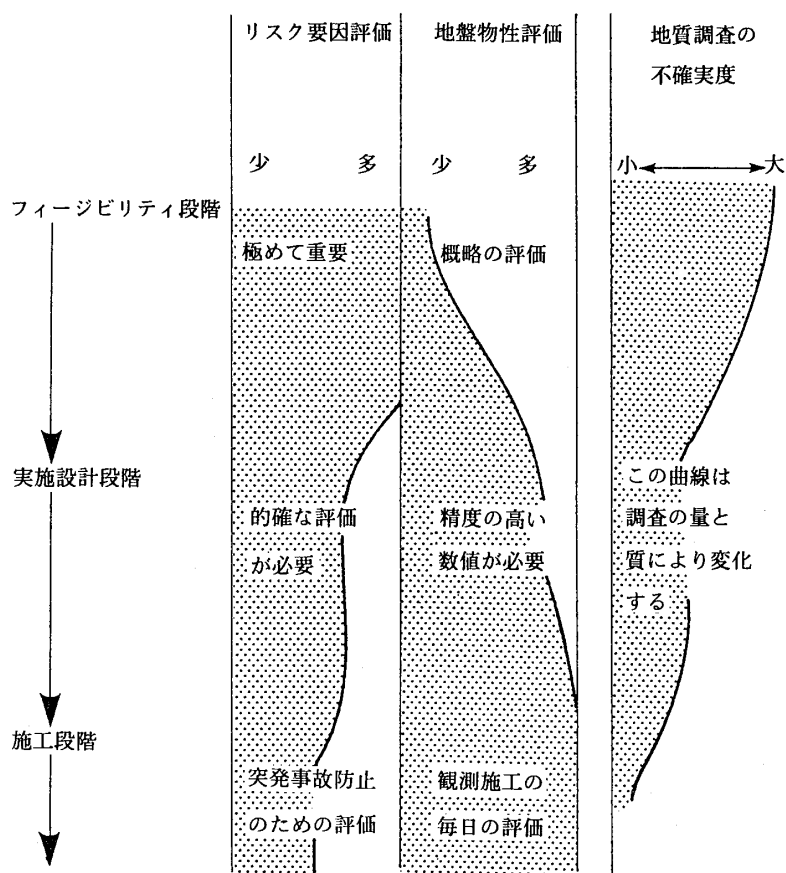 リスク要因評価
地盤物性評価
地質調査の
不確実度
少 多
少 多
小 大
フィージビリティ段階
極めて重要
概略の評価
実施設計段階
的確な評価
が必要
精度の高い
数値が必要
この曲線は
調査の量と
質により変化
する
施工段階
突発事故防止
のための評価
観測施工の
毎日の評価